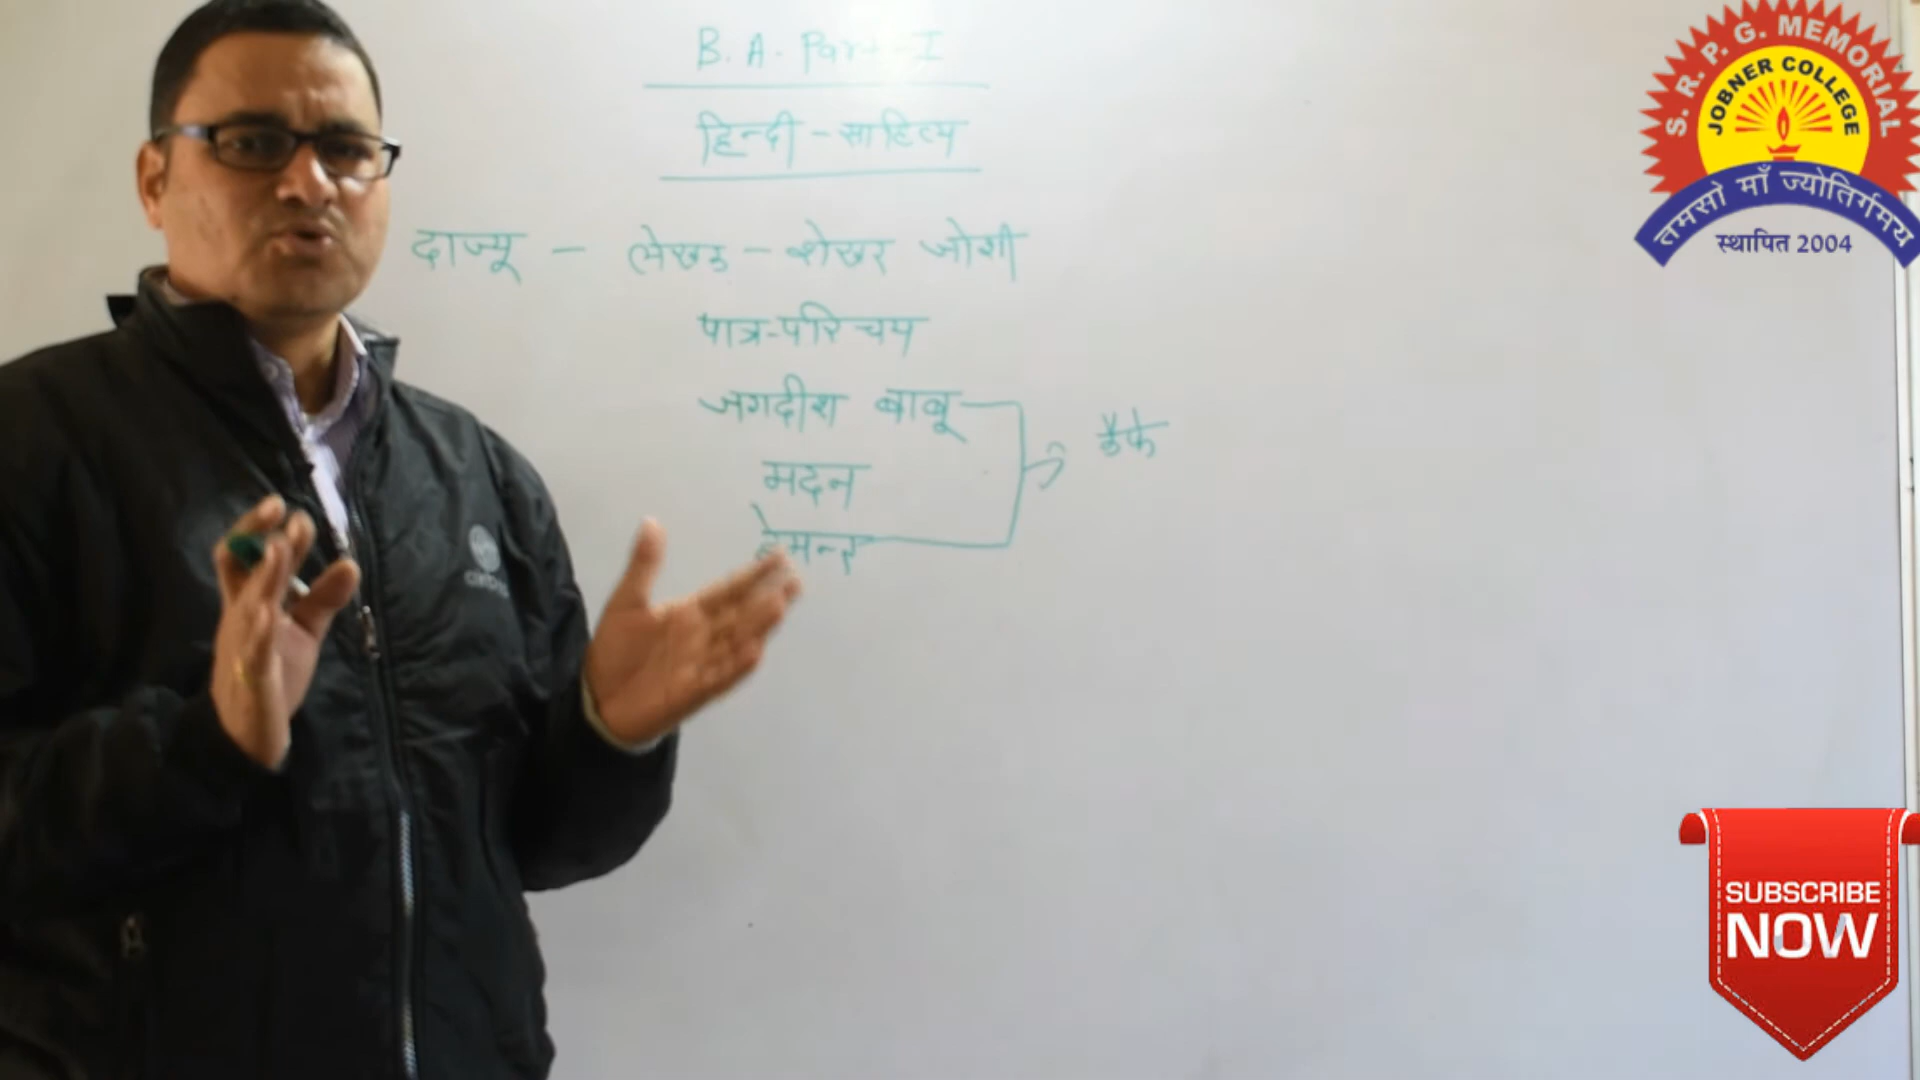 B. A. Part - I
हिन्दी - साहित्य
दाज्यू - लेखक - शेखर जोशी
पात्र-परिचय
जगदीश बाबू
कैफे
मदन
हेमन्त
S. R. P. G. MEMORIAL
JOBNER COLLEGE
तमसो माँ ज्योतिर्गमय
स्थापित 2004
SUBSCRIBE
NOW